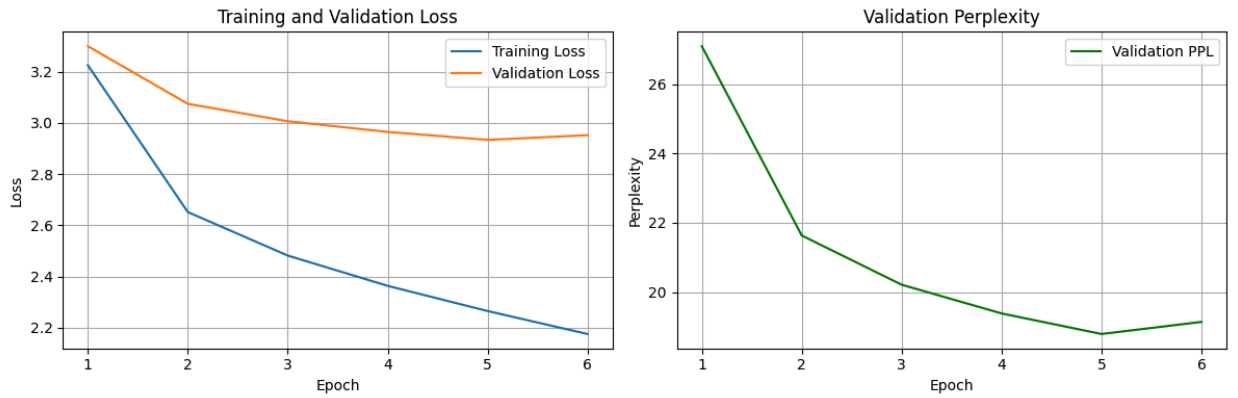 Training and Validation Loss
Training Loss
Validation Loss
3.2
3.0
2.8
2.6
2.4
2.2
Loss
1 2 3 4 5 6
Epoch
Validation Perplexity
Validation PPL
26
24
22
20
Perplexity
1 2 3 4 5 6
Epoch